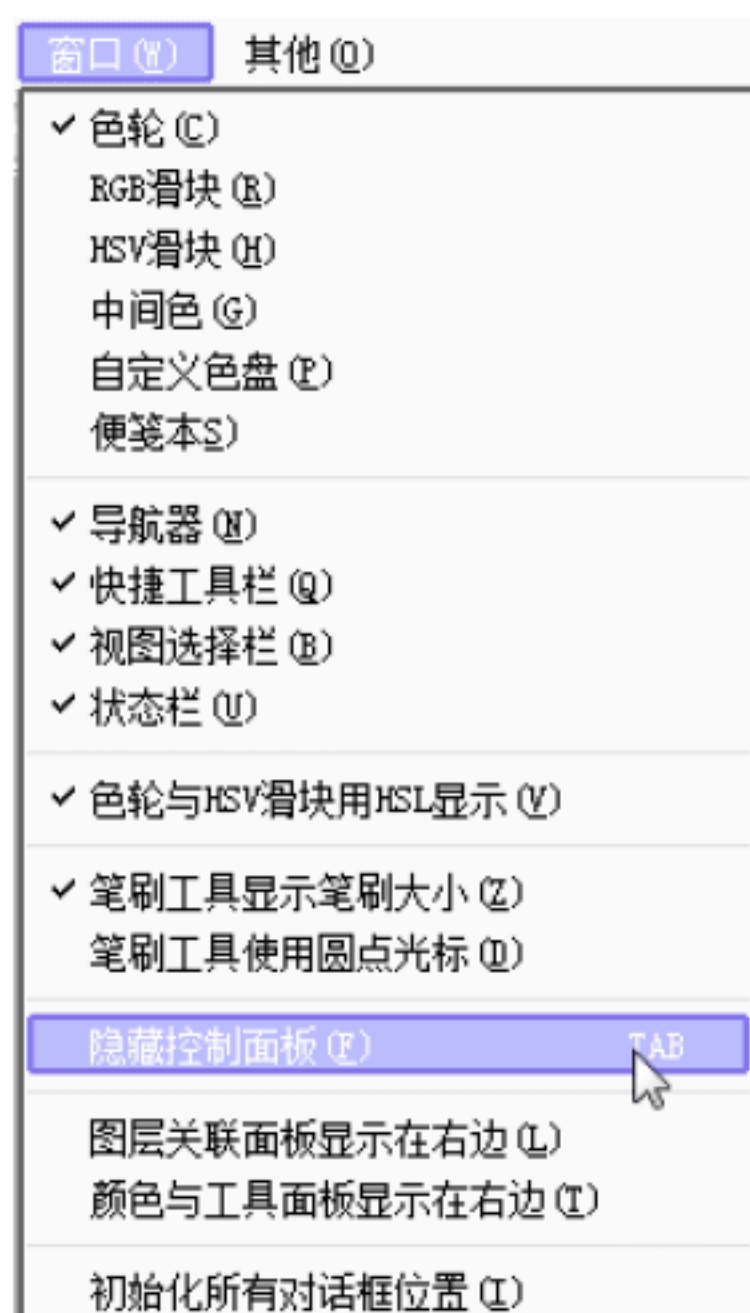 窗口(W) 其他(O)
色轮(C)
RGB滑块(R)
HSV滑块(H)
中间色(G)
自定义色盘(P)
便笺本S)
导航器(N)
快捷工具栏(Q)
视图选择栏(B)
状态栏(U)
色轮与HSV滑块用HSL显示(V)
笔刷工具显示笔刷大小(Z)
笔刷工具使用圆点光标(D)
隐藏控制面板(F) TAB
图层关联面板显示在右边(L)
颜色与工具面板显示在右边(T)
初始化所有对话框位置(I)